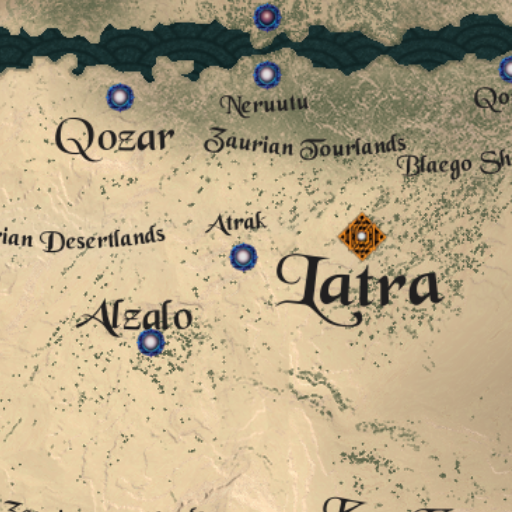 Neruutu
Qo
Qozar
Zaurian Tourlands
Blaego Sh
Atrak
rian Desertlands
Latra
Alzalo